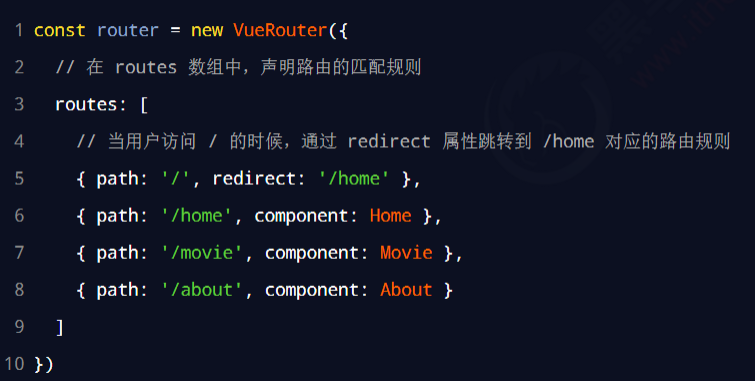 1 const router = new VueRouter({
2 // 在 routes 数组中，声明路由的匹配规则
3 routes: [
4 // 当用户访问 / 的时候，通过 redirect 属性跳转到 /home 对应的路由规则
5 { path: '/', redirect: '/home' },
6 { path: '/home', component: Home },
7 { path: '/movie', component: Movie },
8 { path: '/about', component: About }
9 ]
10 })